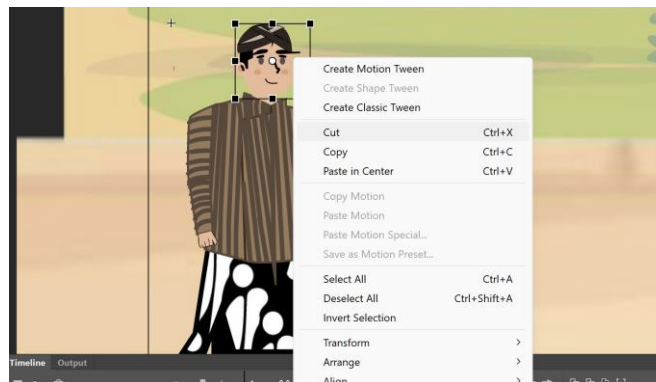 Create Motion Tween
Create Shape Tween
Create Classic Tween
Cut Ctrl+X
Copy Ctrl+C
Paste in Center Ctrl+V
Copy Motion
Paste Motion
Paste Motion Special...
Save as Motion Preset...
Select All Ctrl+A
Deselect All Ctrl+Shift+A
Invert Selection
Transform >
Arrange >
Align
Timeline Output